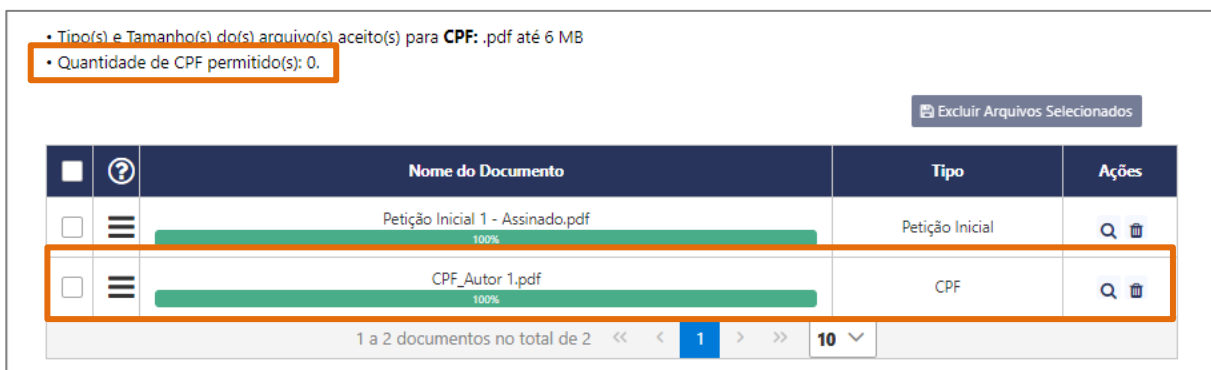 • Tipo(s) e Tamanho(s) do(s) arquivo(s) aceito(s) para CPF: .pdf até 6 MB
• Quantidade de CPF permitido(s): 0.
Excluir Arquivos Selecionados
Nome do Documento Tipo Ações
Petição Inicial 1 - Assinado.pdf Petição Inicial
100%
CPF_Autor 1.pdf CPF
100%
1 a 2 documentos no total de 2 << < 1 > >> 10